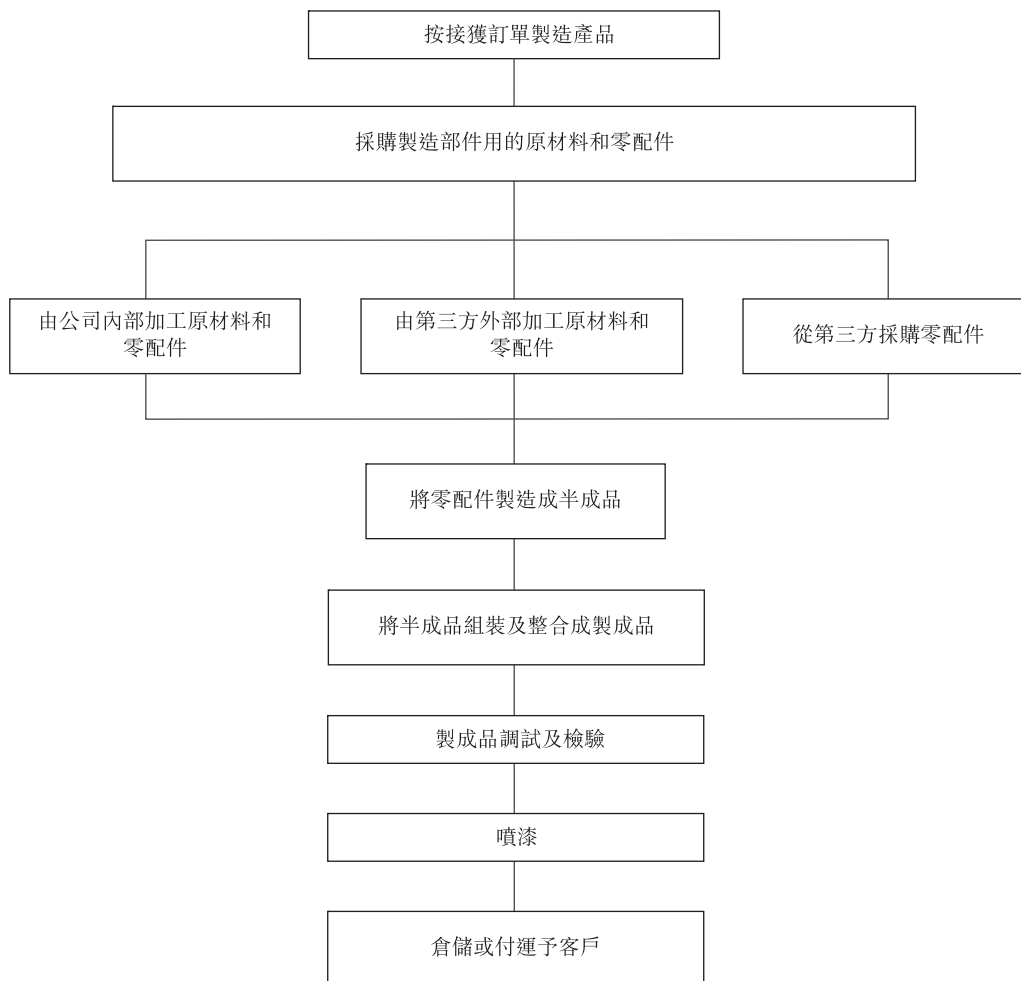 按接獲訂單製造產品
採購製造部件用的原材料和零配件
由公司內部加工原材料和
零配件
由第三方外部加工原材料和
零配件
從第三方採購零配件
將零配件製造成半成品
將半成品組裝及整合成製成品
製成品調試及檢驗
噴漆
倉儲或付運予客戶